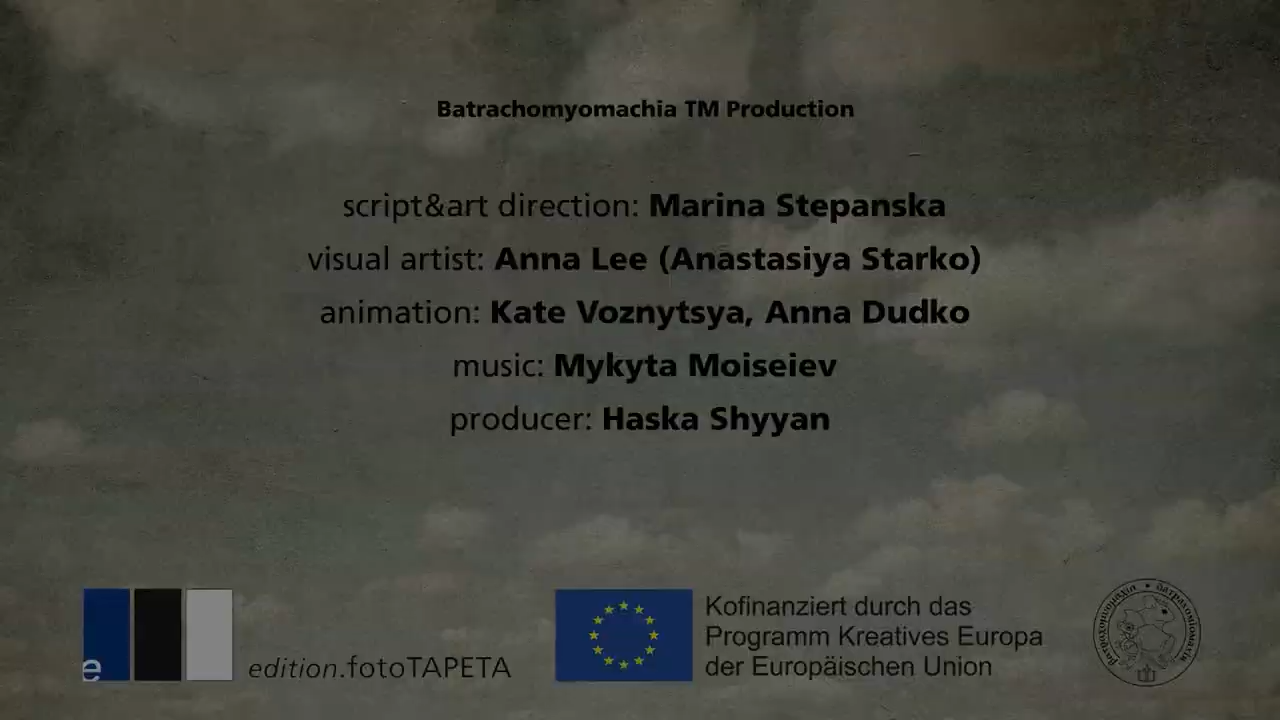 Batrachomyomachia TM Production
script&art direction: Marina Stepanska
visual artist: Anna Lee (Anastasiya Starko)
animation: Kate Voznytsya, Anna Dudko
music: Mykyta Moiseiev
producer: Haska Shyyan
e
edition.fotoTAPETA
Kofinanziert durch das
Programm Kreatives Europa
der Europäischen Union